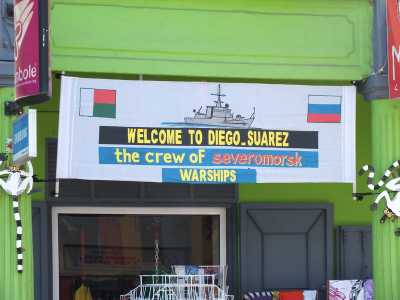 WELCOME TO DIEGO_SUAREZ
the crew of severomorsk
WARSHIPS